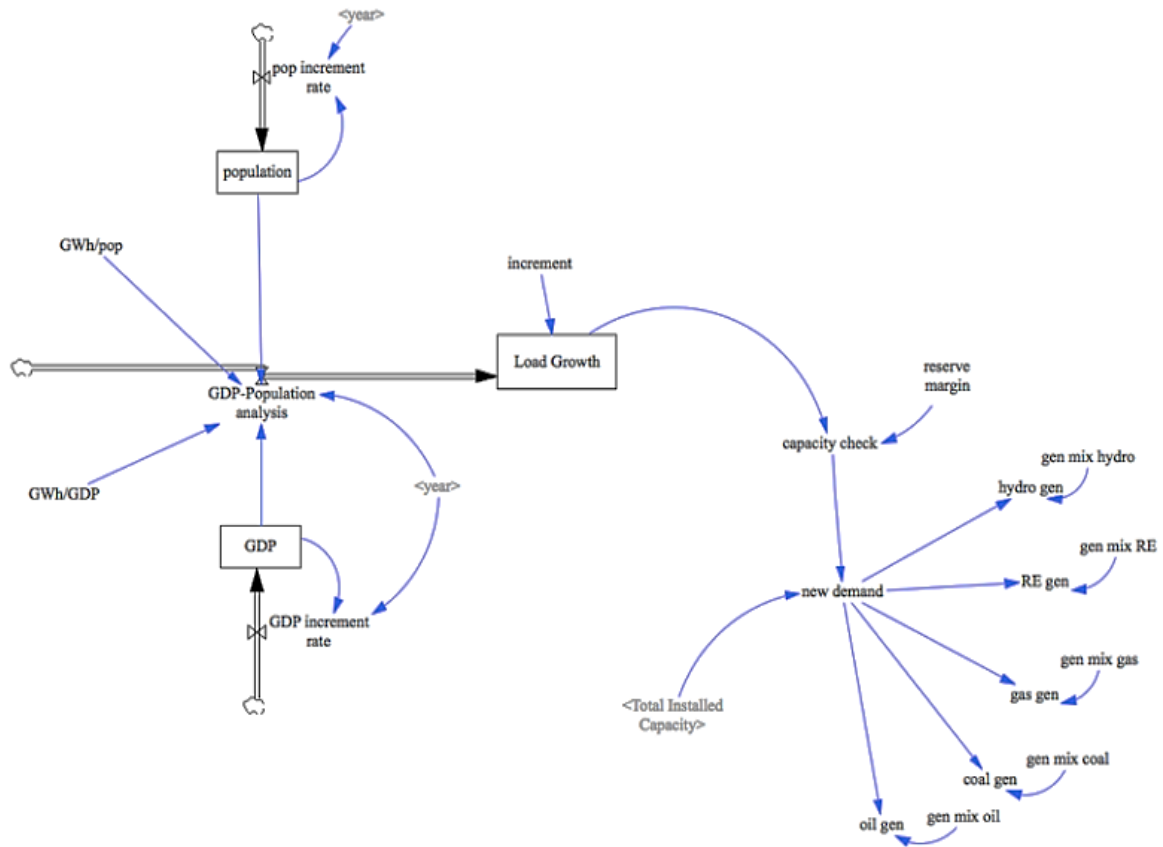 <year>
pop increment
rate
population
GWh/pop
increment
Load Growth
GDP-Population
analysis
reserve
margin
capacity check
gen mix hydro
hydro gen
<year>
GWh/GDP
GDP
gen mix RE
RE gen
new demand
GDP increment
rate
gen mix gas
gas gen
<Total Installed
Capacity>
gen mix coal
coal gen
gen mix oil
oil gen